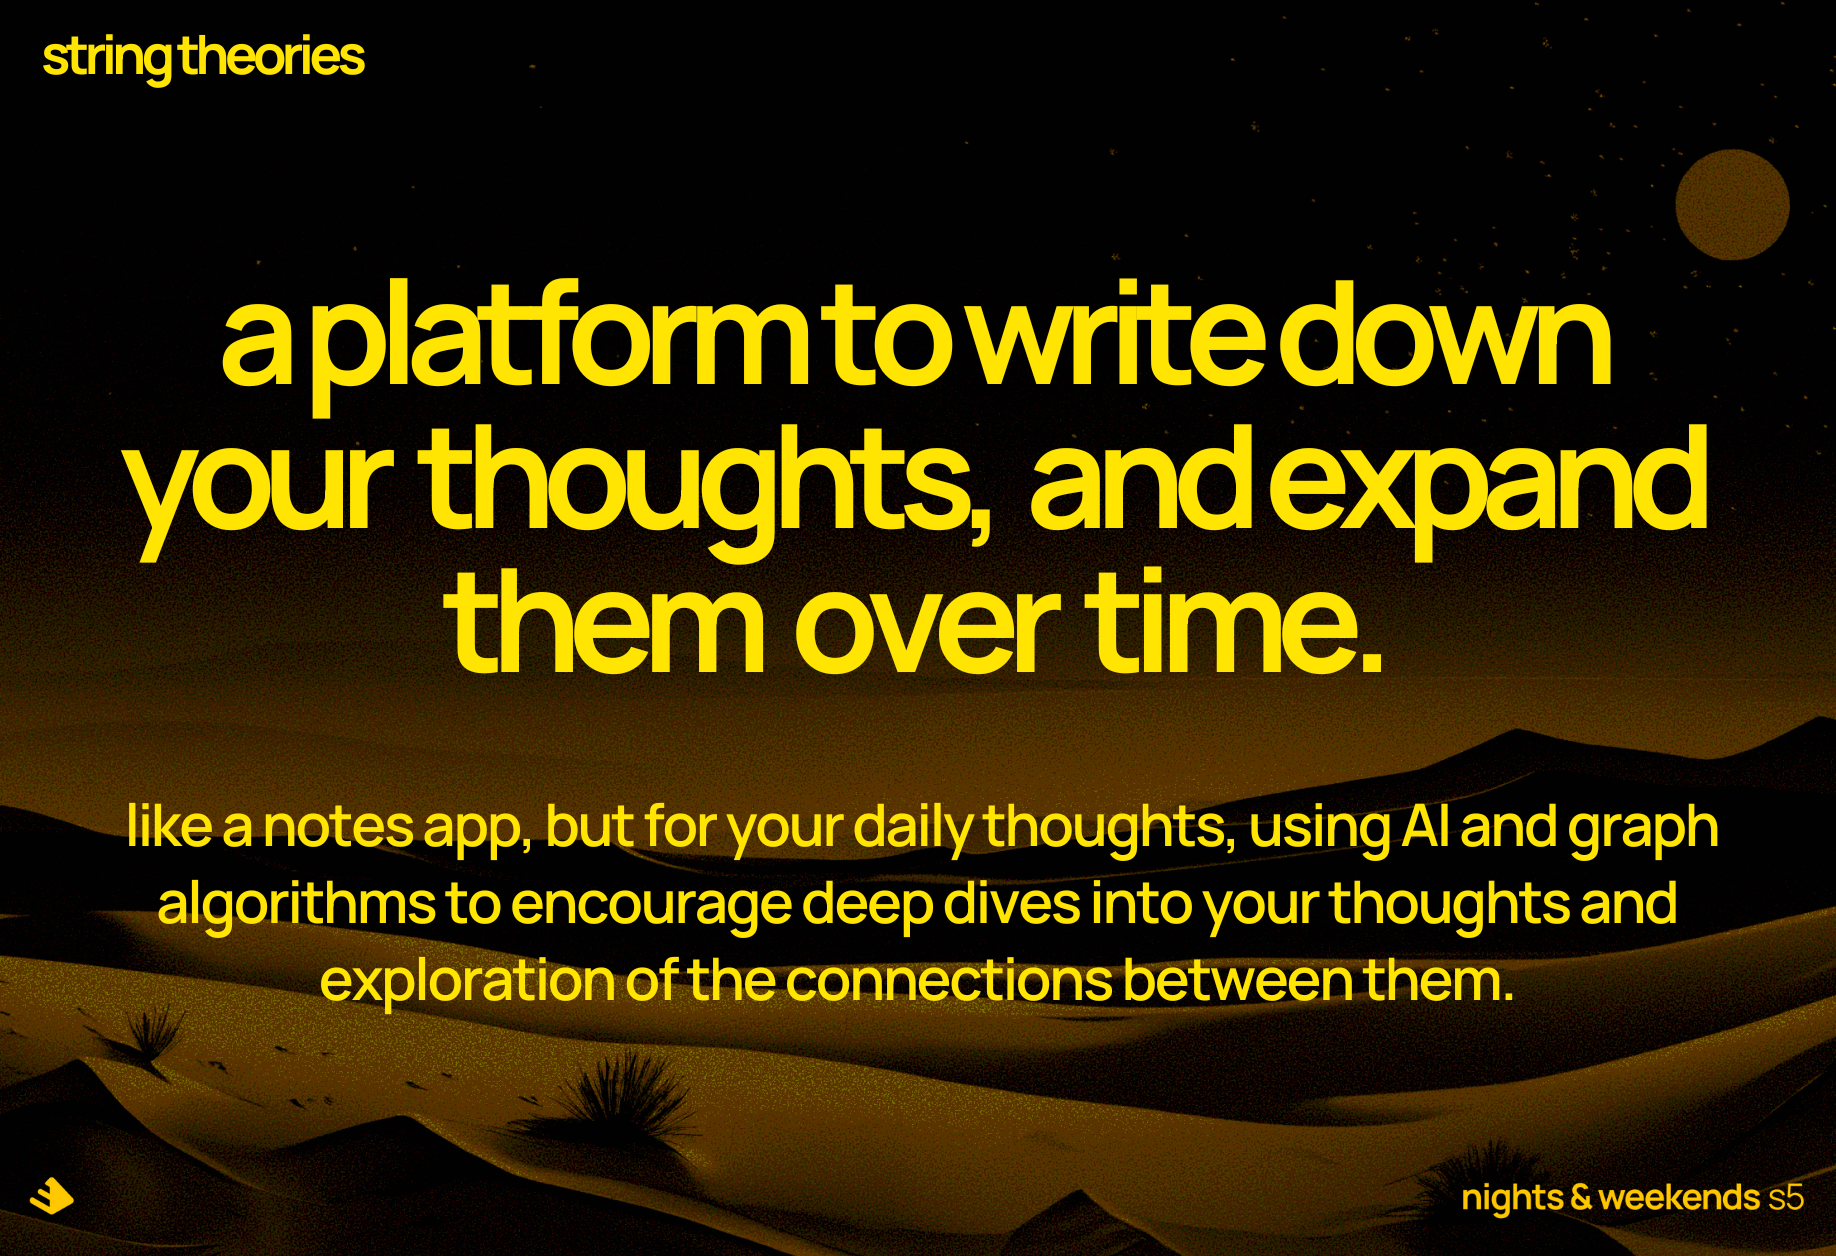 string theories
a platform to write down
your thoughts, and expand
them over time.
like a notes app, but for your daily thoughts, using AI and graph
algorithms to encourage deep dives into your thoughts and
exploration of the connections between them.
nights & weekends s5